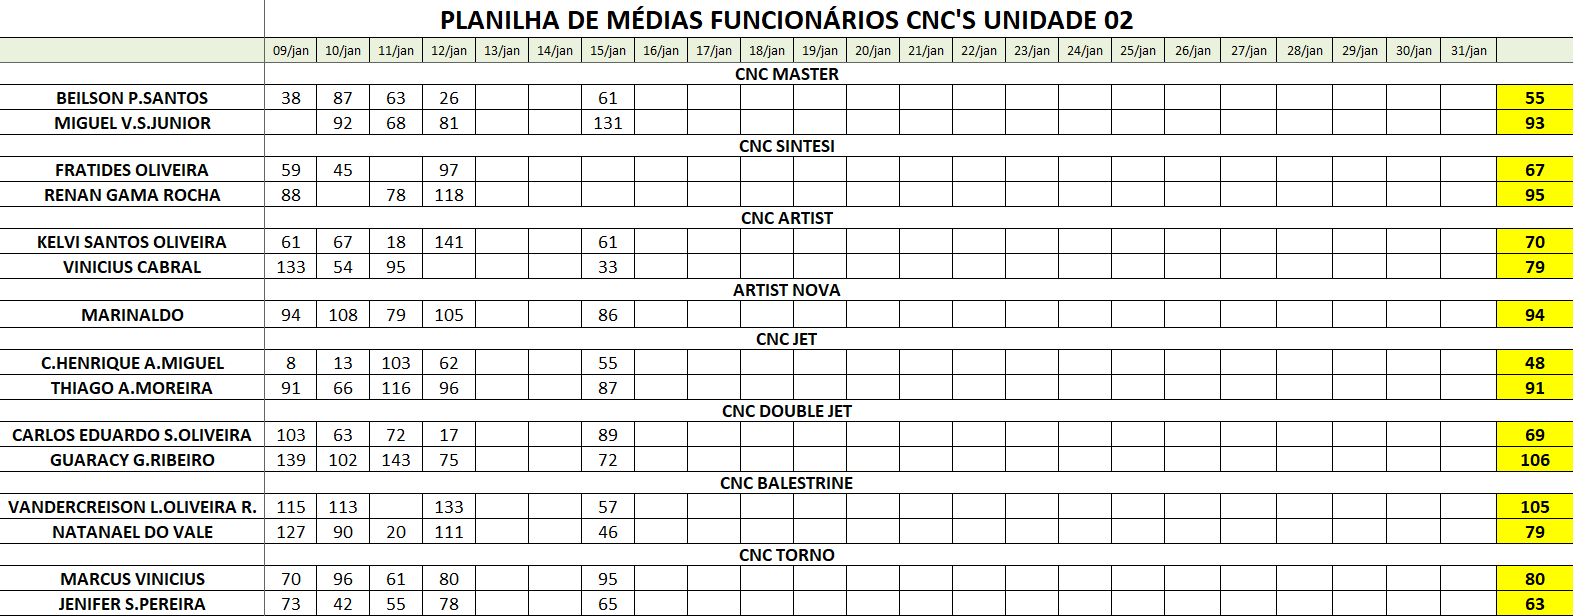 PLANILHA DE MÉDIAS FUNCIONÁRIOS CNC'S UNIDADE 02
09/jan 10/jan 11/jan 12/jan 13/jan 14/jan 15/jan 16/jan 17/jan 18/jan 19/jan 20/jan 21/jan 22/jan 23/jan 24/jan 25/jan 26/jan 27/jan 28/jan 29/jan 30/jan 31/jan
CNC MASTER
BEILSON P.SANTOS 38 87 63 26 61 55
MIGUEL V.S.JUNIOR 92 68 81 131 93
CNC SINTESI
FRATIDES OLIVEIRA 59 45 97 67
RENAN GAMA ROCHA 88 78 118 95
CNC ARTIST
KELVI SANTOS OLIVEIRA 61 67 18 141 61 70
VINICIUS CABRAL 133 54 95 33 79
ARTIST NOVA
MARINALDO 94 108 79 105 86 94
CNC JET
C.HENRIQUE A.MIGUEL 8 13 103 62 55 48
THIAGO A.MOREIRA 91 66 116 96 87 91
CNC DOUBLE JET
CARLOS EDUARDO S.OLIVEIRA 103 63 72 17 89 69
GUARACY G.RIBEIRO 139 102 143 75 72 106
CNC BALESTRINE
VANDERCREISON L.OLIVEIRA R. 115 113 133 57 105
NATANAEL DO VALE 127 90 20 111 46 79
CNC TORNO
MARCUS VINICIUS 70 96 61 80 95 80
JENIFER S.PEREIRA 73 42 55 78 65 63